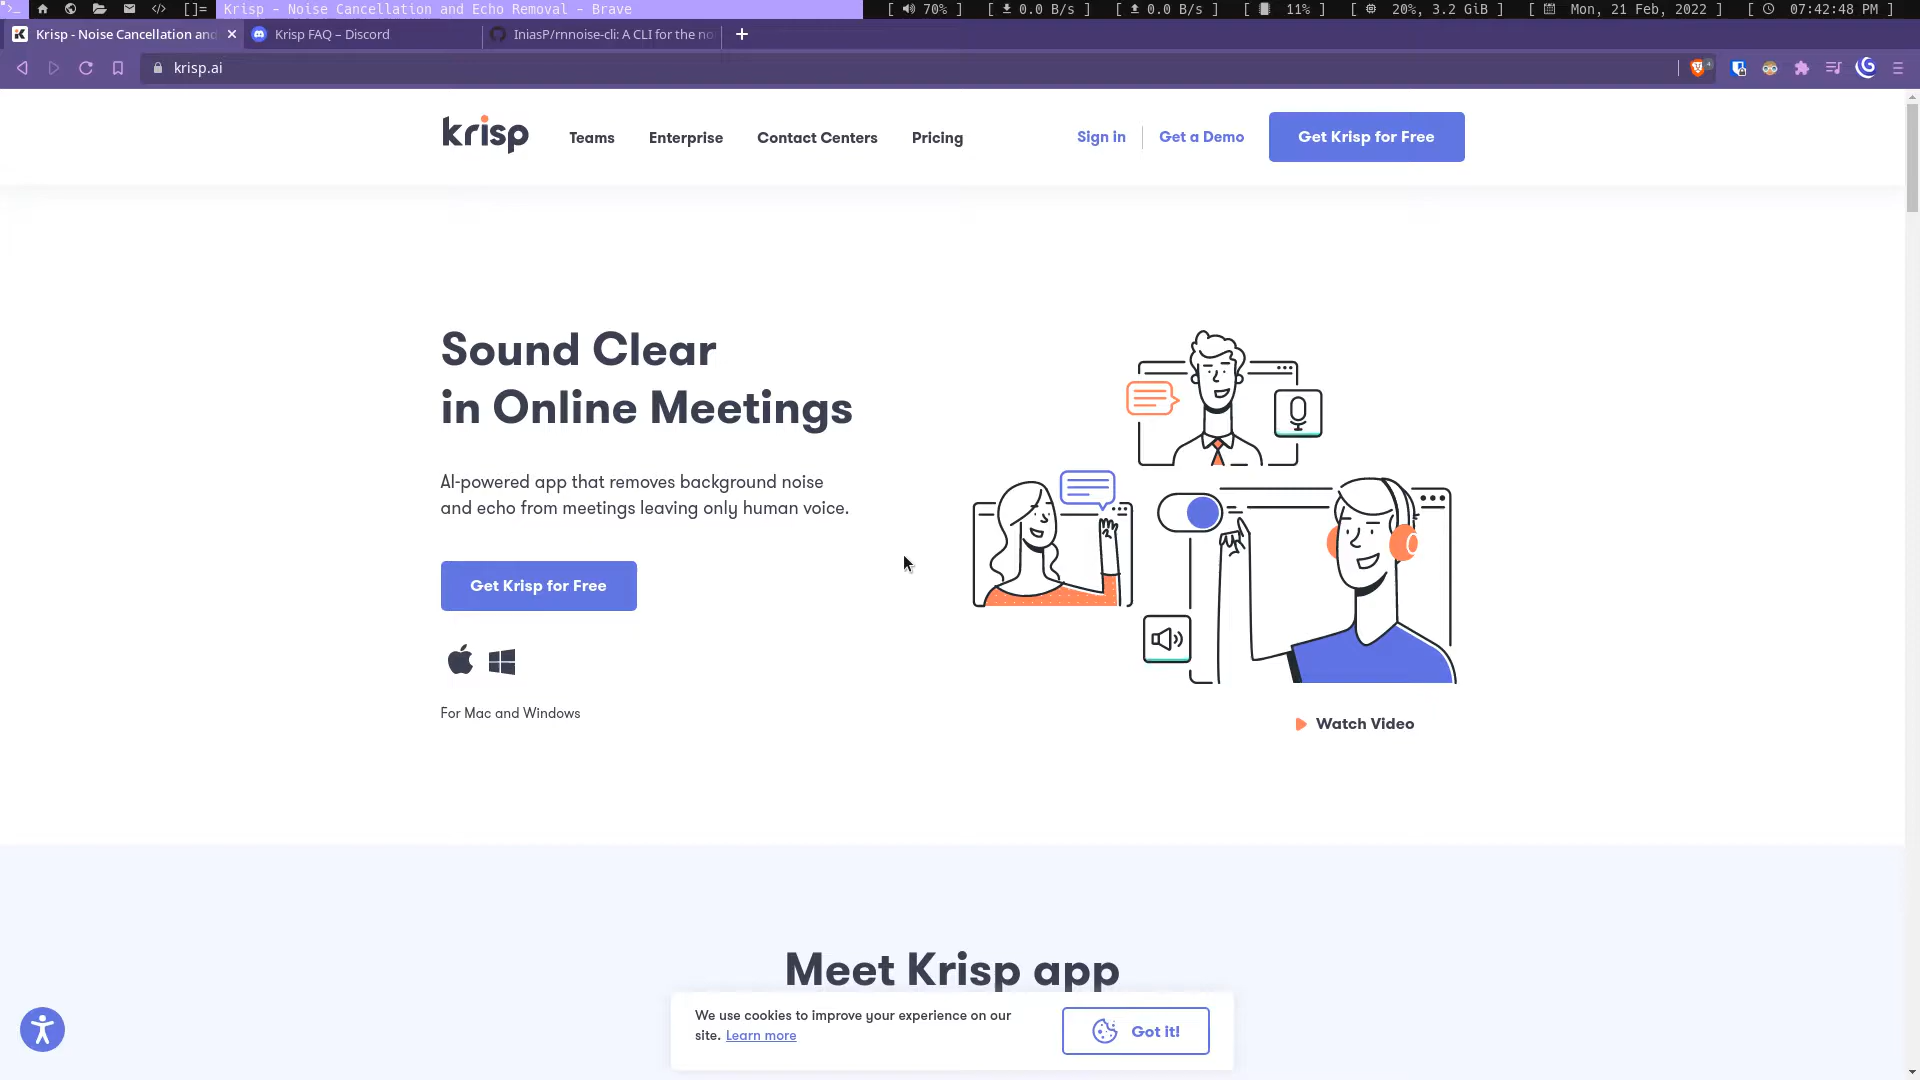 []= Krisp - Noise Cancellation and Echo Removal - Brave [ 70% ] [ 0.0 B/s ] [ 0.0 B/s ] [ 11% ] [ 20%, 3.2 GiB ] [ Mon, 21 Feb, 2022 ] [ 07:42:48 PM ]
Krisp - Noise Cancellation and Krisp FAQ – Discord IniasP/rnnoise-cli: A CLI for the no
krisp.ai
krisp Teams Enterprise Contact Centers Pricing Sign in Get a Demo Get Krisp for Free
Sound Clear
in Online Meetings
AI-powered app that removes background noise
and echo from meetings leaving only human voice.
Get Krisp for Free
For Mac and Windows
Watch Video
Meet Krisp app
We use cookies to improve your experience on our
site. Learn more
Got it!